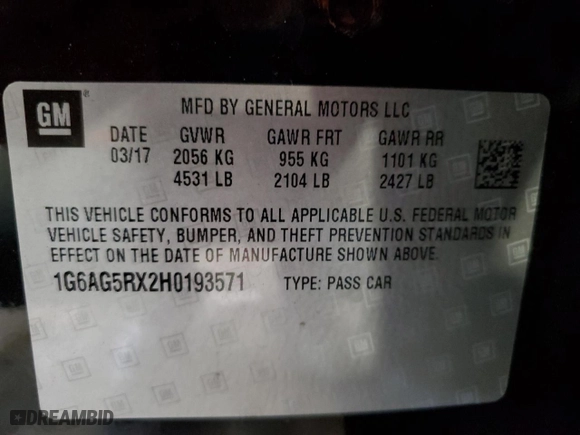 GM ®
MFD BY GENERAL MOTORS LLC
DATE GVWR GAWR FRT GAWR RR
03/17 2056 KG 955 KG 1101 KG
4531 LB 2104 LB 2427 LB
THIS VEHICLE CONFORMS TO ALL APPLICABLE U.S. FEDERAL MOTOR
VEHICLE SAFETY, BUMPER, AND THEFT PREVENTION STANDARDS IN
EFFECT ON THE DATE OF MANUFACTURE SHOWN ABOVE.
1G6AG5RX2H0193571 TYPE: PASS CAR
DREAMBID